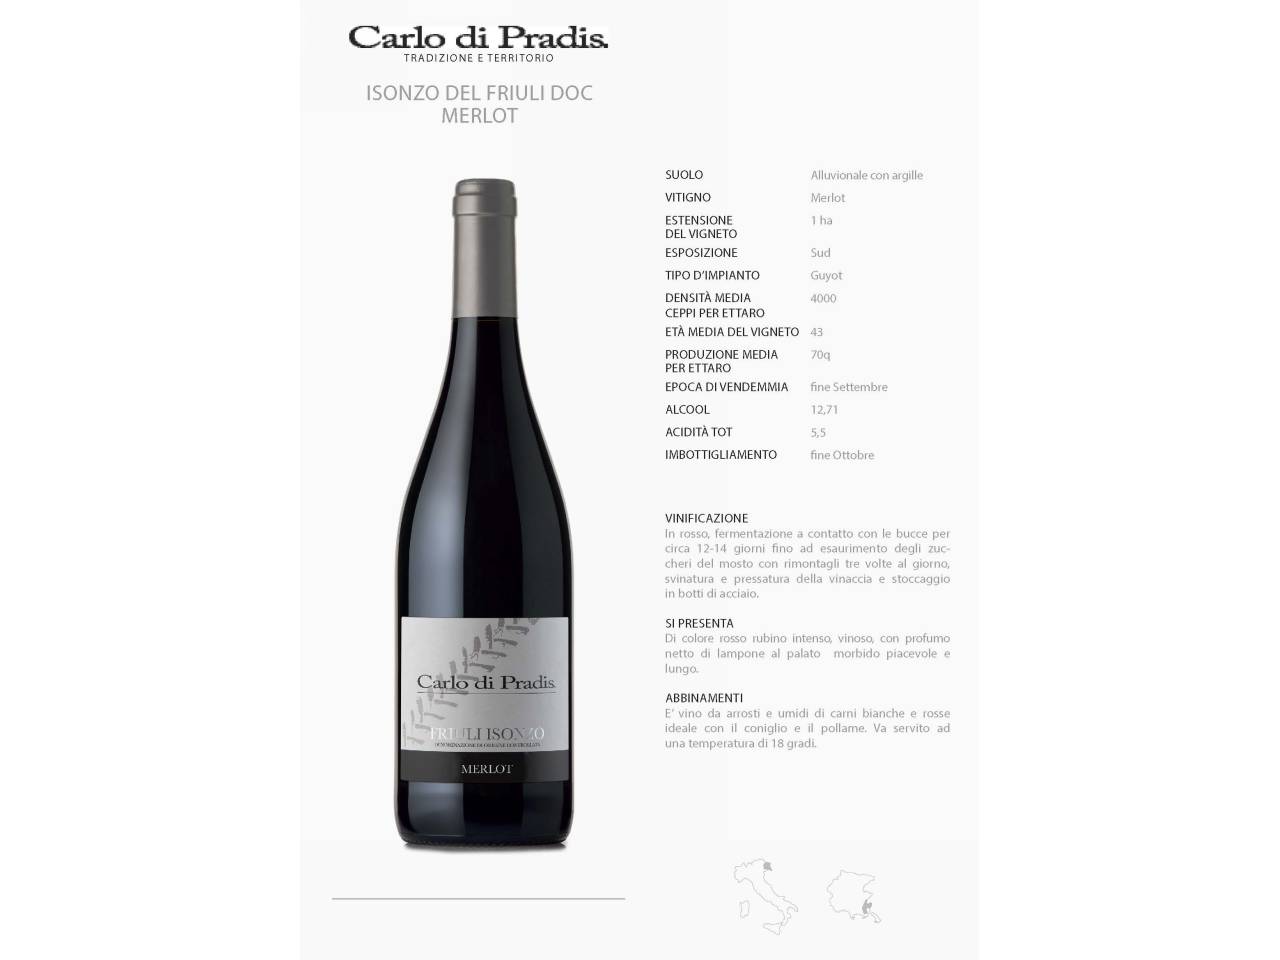 Carlo di Pradis.
TRADIZIONE E TERRITORIO
ISONZO DEL FRIULI DOC
MERLOT
SUOLO Alluvionale con argille
VITIGNO Merlot
ESTENSIONE 1 ha
DEL VIGNETO
ESPOSIZIONE Sud
TIPO D'IMPIANTO Guyot
DENSITÀ MEDIA 4000
CEPPI PER ETTARO
ETÀ MEDIA DEL VIGNETO 43
PRODUZIONE MEDIA 70q
PER ETTARO
EPOCA DI VENDEMMIA fine Settembre
ALCOOL 12,71
ACIDITÀ TOT 5,5
IMBOTTIGLIAMENTO fine Ottobre
VINIFICAZIONE
In rosso, fermentazione a contatto con le bucce per
circa 12-14 giorni fino ad esaurimento degli zuc-
cheri del mosto con rimontagli tre volte al giorno,
svinatura e pressatura della vinaccia e stoccaggio
in botti di acciaio.
SI PRESENTA
Di colore rosso rubino intenso, vinoso, con profumo
netto di lampone al palato morbido piacevole e
lungo.
ABBINAMENTI
E' vino da arrosti e umidi di carni bianche e rosse
ideale con il coniglio e il pollame. Va servito ad
una temperatura di 18 gradi.
Carlo di Pradis.
FRIULI ISONZO
DENOMINAZIONE DI ORIGINE CONTROLLATA
MERLOT